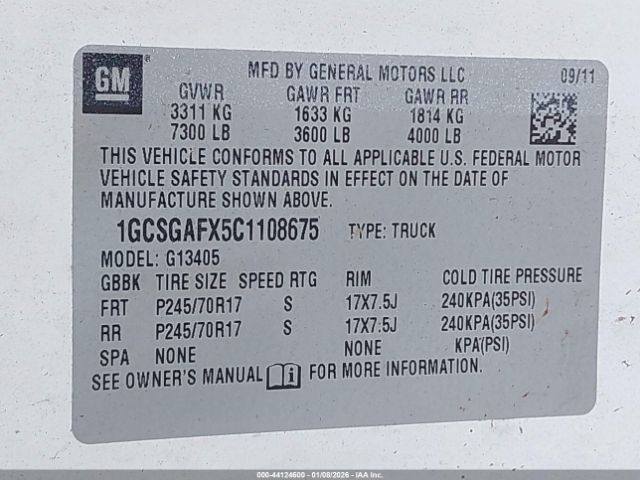 GM
®
MFD BY GENERAL MOTORS LLC 09/11
GVWR GAWR FRT GAWR RR
3311 KG 1633 KG 1814 KG
7300 LB 3600 LB 4000 LB
THIS VEHICLE CONFORMS TO ALL APPLICABLE U.S. FEDERAL MOTOR
VEHICLE SAFETY STANDARDS IN EFFECT ON THE DATE OF
MANUFACTURE SHOWN ABOVE.
1GCSGAFX5C1108675 TYPE: TRUCK
MODEL: G13405
GBBK TIRE SIZE SPEED RTG RIM COLD TIRE PRESSURE
FRT P245/70R17 S 17X7.5J 240KPA(35PSI)
RR P245/70R17 S 17X7.5J 240KPA(35PSI)
SPA NONE NONE KPA(PSI)
SEE OWNER'S MANUAL i FOR MORE INFORMATION.
000-44124600 - 01/08/2026 - IAA Inc.